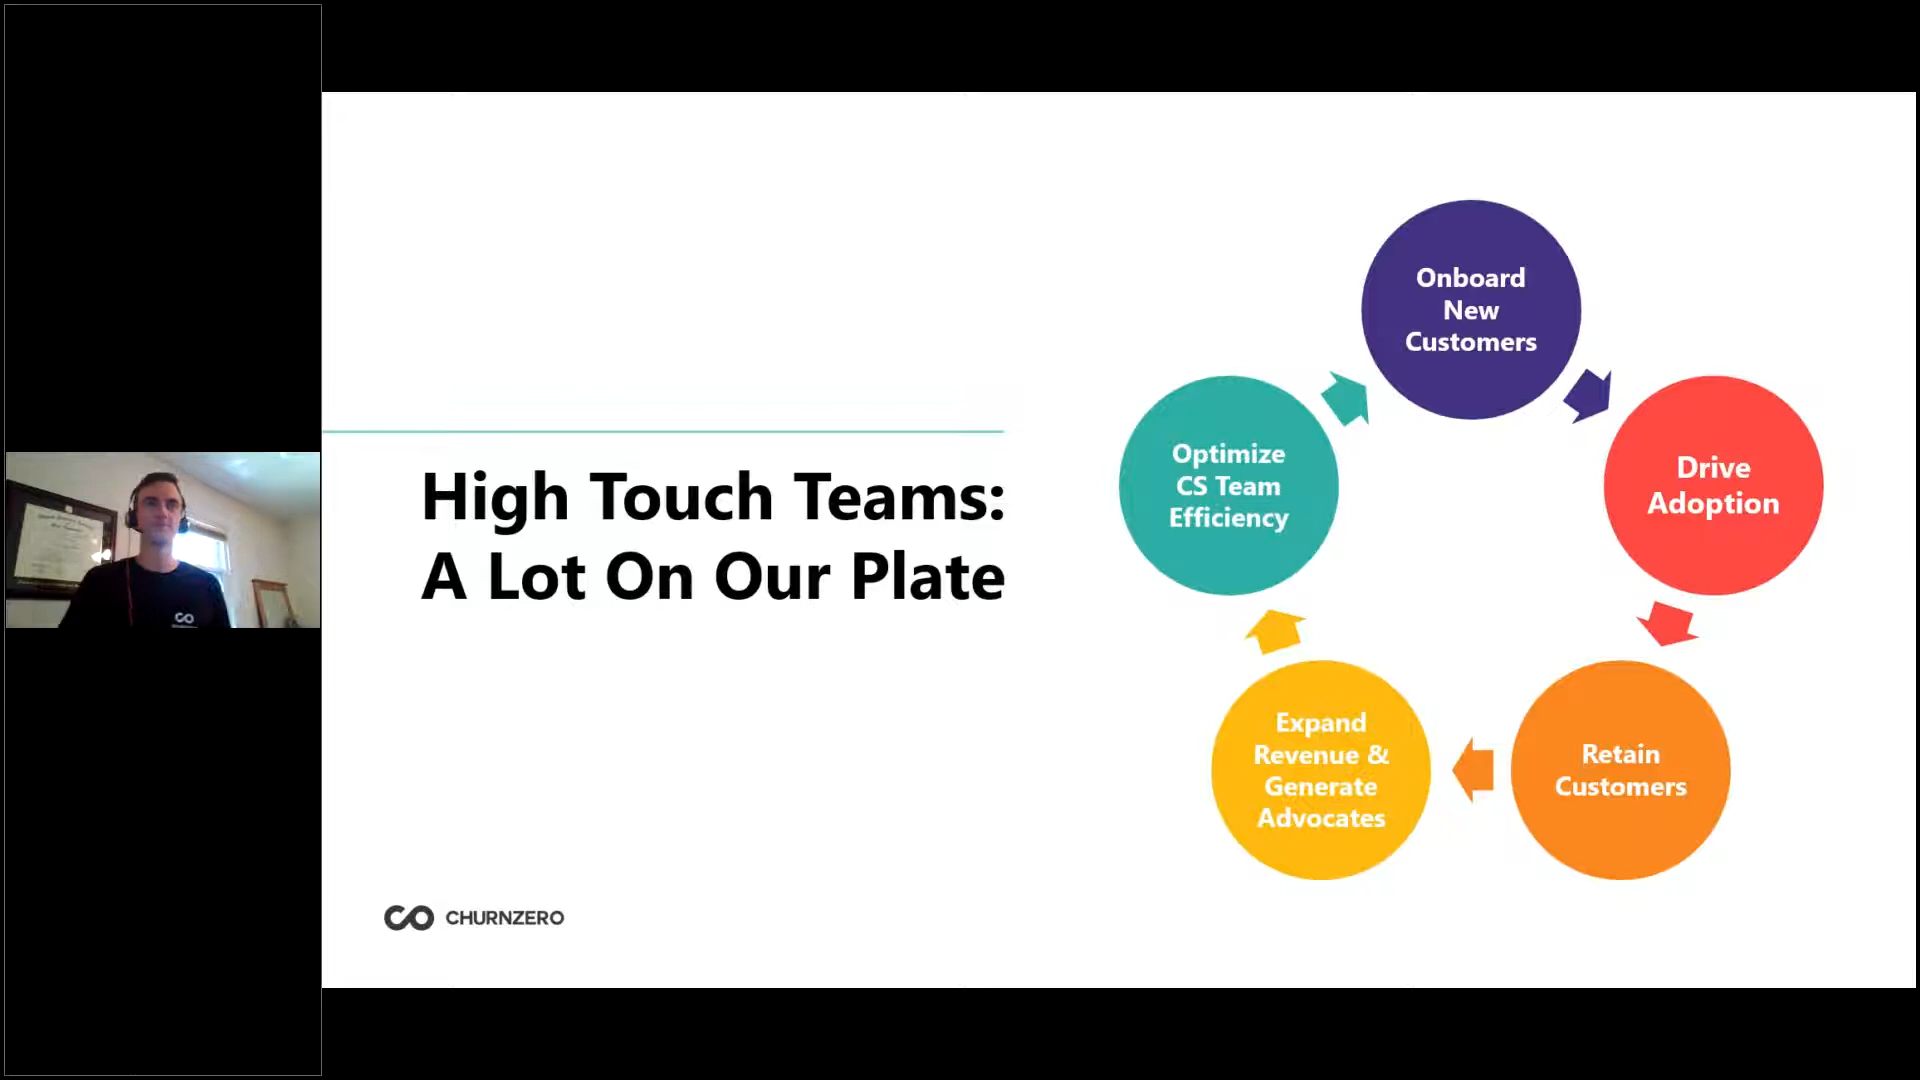 High Touch Teams:
A Lot On Our Plate
Onboard
New
Customers
Drive
Adoption
Retain
Customers
Expand
Revenue &
Generate
Advocates
Optimize
CS Team
Efficiency
CHURNZERO